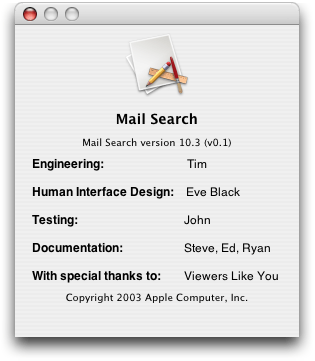 Mail Search
Mail Search version 10.3 (v0.1)
Engineering: Tim
Human Interface Design: Eve Black
Testing: John
Documentation: Steve, Ed, Ryan
With special thanks to: Viewers Like You
Copyright 2003 Apple Computer, Inc.